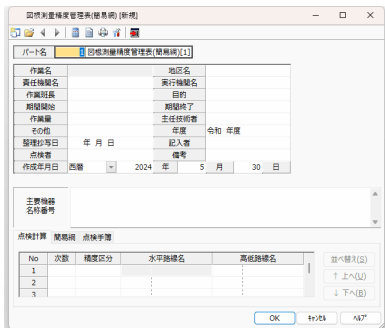 図根測量精度管理表(簡易網) [新規]
パート名 1 図根測量精度管理表(簡易網)[1]
作業名 地区名
責任機関名 実行機関名
作業班長 目的
期間開始 期間終了
作業量 主任技術者
その他 年度 令和 年度
整理抄写日 年 月 日 記入者
点検者 備考
作成年月日 西暦 2024 年 5 月 30 日
主要機器
名称番号
点検計算 簡易網 点検手簿
No 次数 精度区分 水平路線名 高低路線名
1
2
3
並べ替え(S)
↑ 上へ(U)
↓ 下へ(B)
OK ｷｬﾝｾﾙ ﾍﾙﾌﾟ